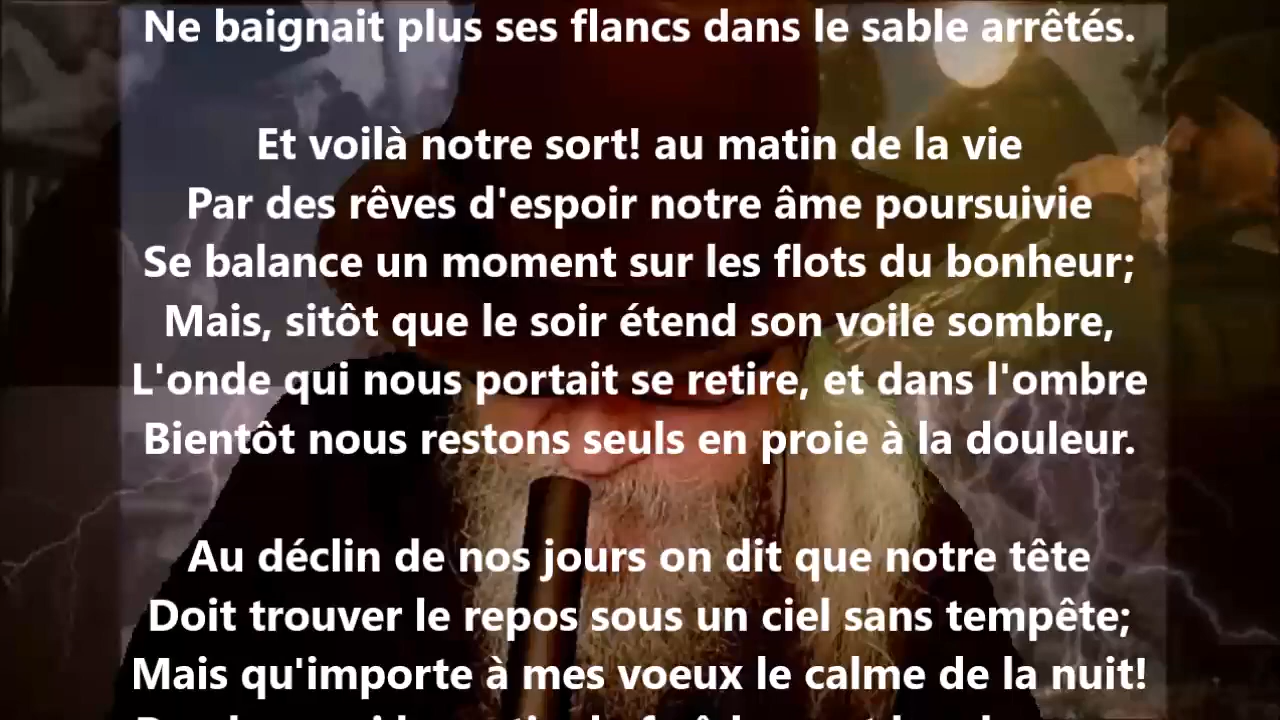 Ne baignait plus ses flancs dans le sable arrêtés.
Et voilà notre sort! au matin de la vie
Par des rêves d'espoir notre âme poursuivie
Se balance un moment sur les flots du bonheur;
Mais, sitôt que le soir étend son voile sombre,
L'onde qui nous portait se retire, et dans l'ombre
Bientôt nous restons seuls en proie à la douleur.
Au déclin de nos jours on dit que notre tête
Doit trouver le repos sous un ciel sans tempête;
Mais qu'importe à mes voeux le calme de la nuit!